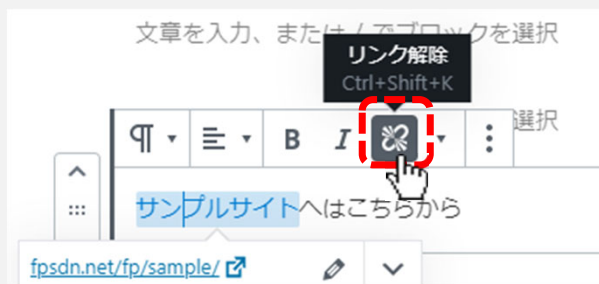 文章を入力、または / でブロックを選択
リンク解除
Ctrl+Shift+K
選択
B I
サンプルサイトへはこちらから
fpsdn.net/fp/sample/